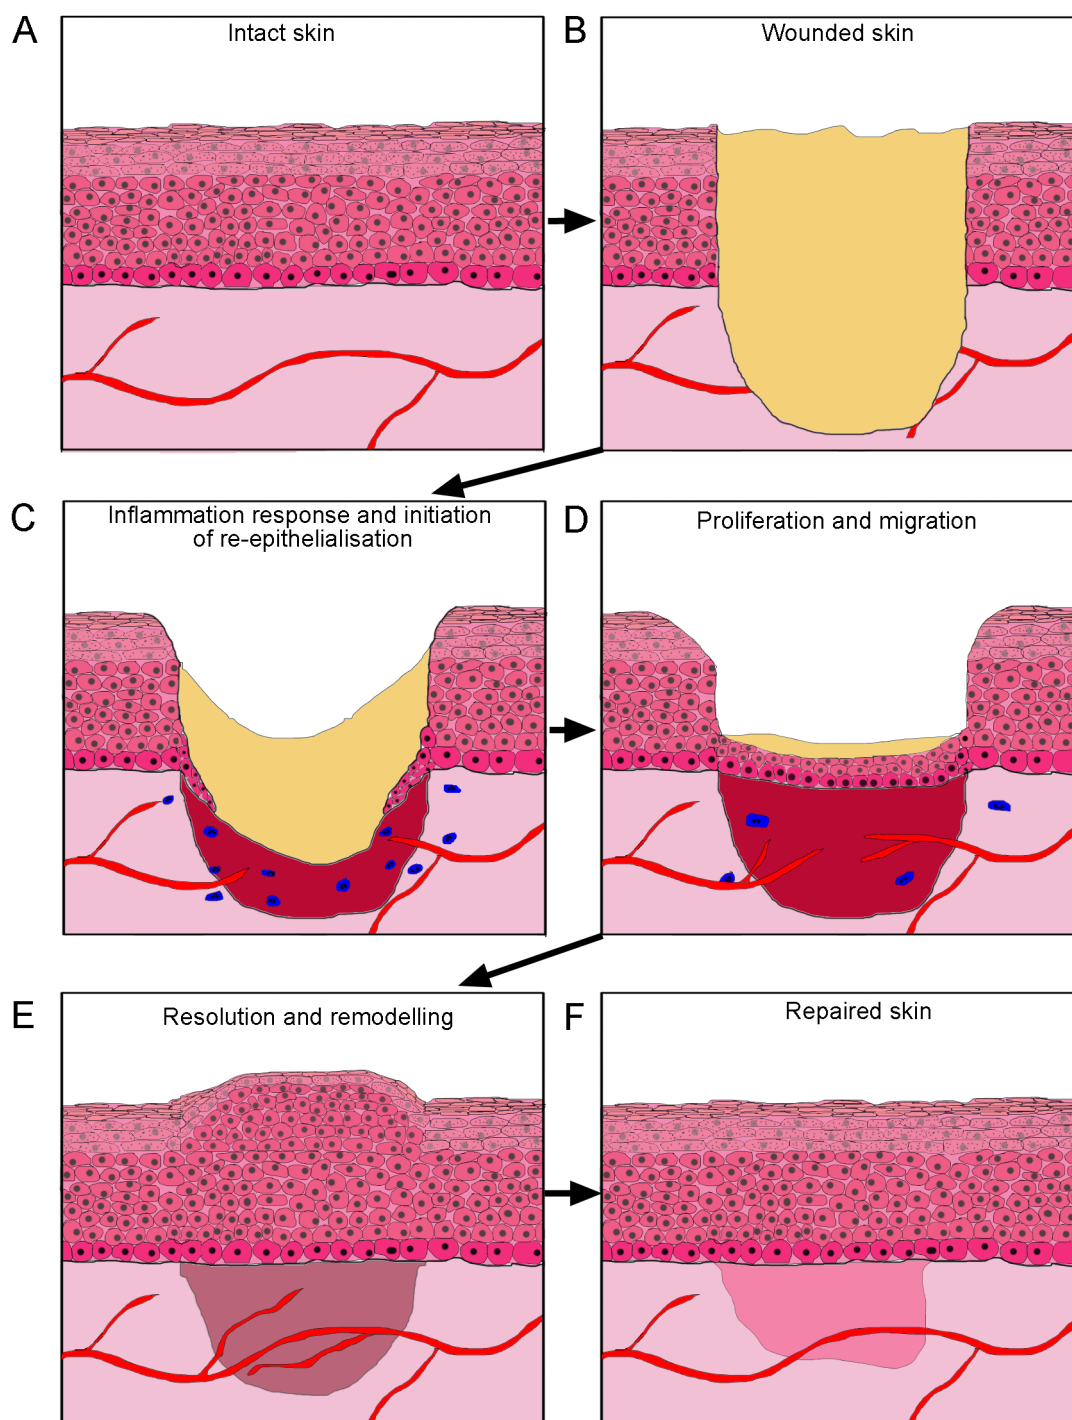 A
Intact skin
B
Wounded skin
C
Inflammation response and initiation
of re-epithelialisation
D
Proliferation and migration
E
Resolution and remodelling
F
Repaired skin